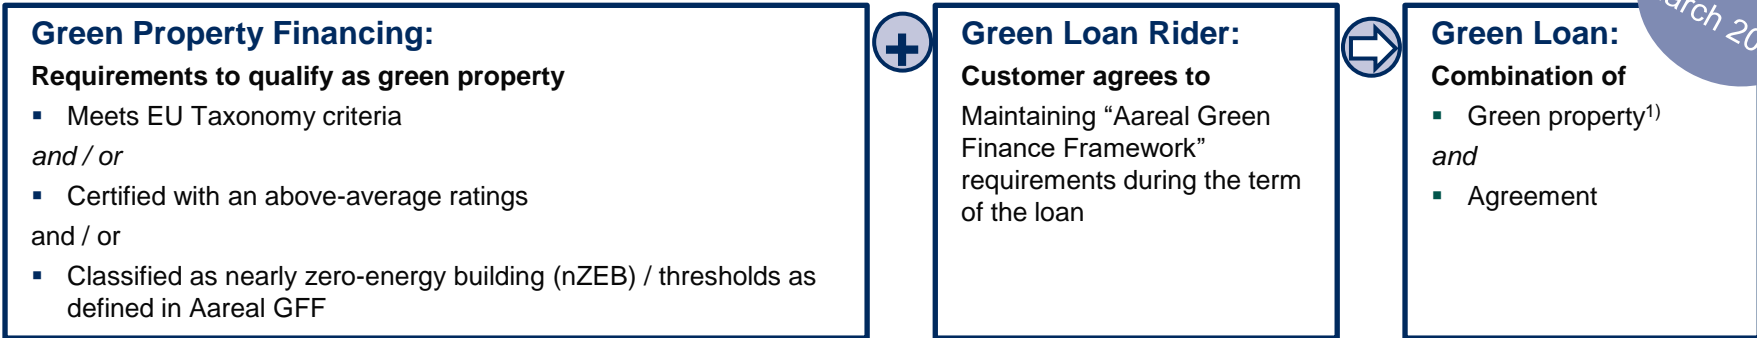 Green Property Financing:
Requirements to qualify as green property
▪ Meets EU Taxonomy criteria
and / or
▪ Certified with an above-average ratings
and / or
▪ Classified as nearly zero-energy building (nZEB) / thresholds as
defined in Aareal GFF
+
Green Loan Rider:
Customer agrees to
Maintaining “Aareal Green
Finance Framework”
requirements during the term
of the loan
Green Loan:
Combination of
▪ Green property1)
and
▪ Agreement